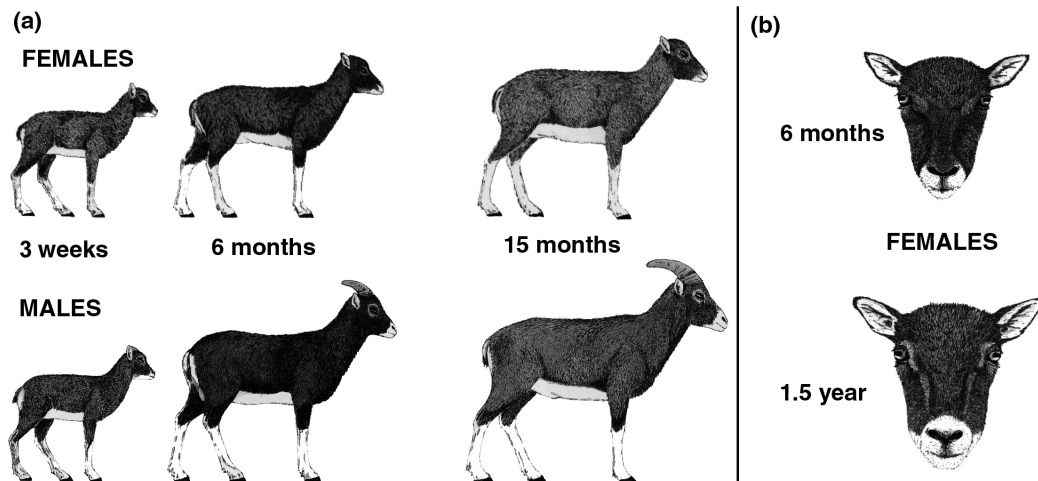 (a)
FEMALES
3 weeks
6 months
15 months
MALES
(b)
6 months
FEMALES
1.5 year